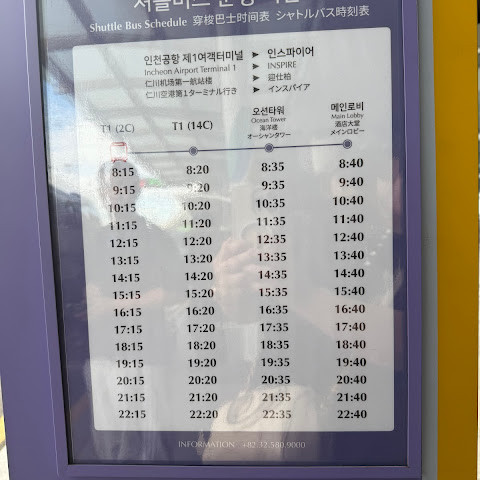 셔틀버스 운행
Shuttle Bus Schedule 穿梭巴士时间表 シャトルバス時刻表
인천공항 제1여객터미널 ▶ 인스파이어
Incheon Airport Terminal 1 ▶ INSPIRE
仁川机场第一航站楼 ▶ 迎仕柏
仁川空港第1ターミナル行き ▶ インスパイア
T1 (2C) T1 (14C) 오션타워 메인로비
Ocean Tower Main Lobby
海洋楼 酒店大堂
オーシャンタワー メインロビー
8:15 8:20 8:35 8:40
9:15 9:20 9:35 9:40
10:15 10:20 10:35 10:40
11:15 11:20 11:35 11:40
12:15 12:20 12:35 12:40
13:15 13:20 13:35 13:40
14:15 14:20 14:35 14:40
15:15 15:20 15:35 15:40
16:15 16:20 16:35 16:40
17:15 17:20 17:35 17:40
18:15 18:20 18:35 18:40
19:15 19:20 19:35 19:40
20:15 20:20 20:35 20:40
21:15 21:20 21:35 21:40
22:15 22:20 22:35 22:40
INFORMATION +82 32.580.9000